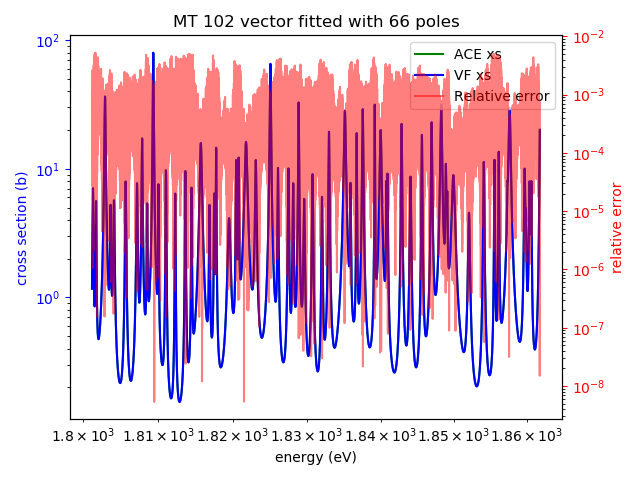 MT 102 vector fitted with 66 poles
10²
10¹
10⁰
cross section (b)
ACE xs
VF xs
Relative error
10⁻²
10⁻³
10⁻⁴
10⁻⁵
10⁻⁶
10⁻⁷
10⁻⁸
relative error
1.8 × 10³ 1.81 × 10³ 1.82 × 10³ 1.83 × 10³ 1.84 × 10³ 1.85 × 10³ 1.86 × 10³
energy (eV)